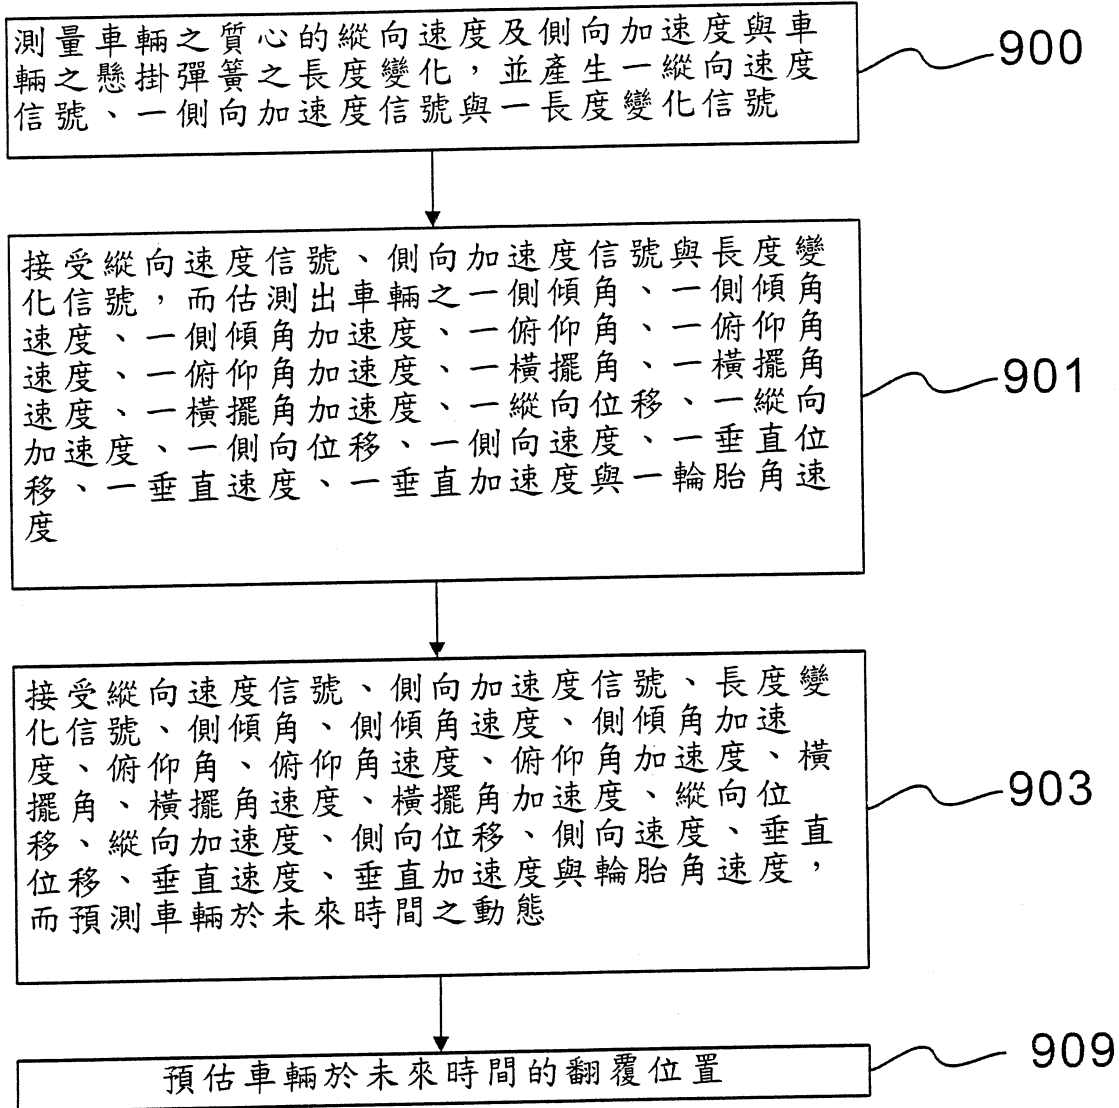 測量車輛之質心的縱向速度及側向加速度與車
輛之懸掛彈簧之長度變化，並產生一縱向速度
信號、一側向加速度信號與一長度變化信號
900
接受縱向速度信號、側向加速度信號與長度變
化信號，而估測出車輛之一側傾角、一側傾角
速度、一側傾角加速度、一俯仰角、一俯仰角
速度、一俯仰角加速度、一橫擺角、一橫擺角
速度、一橫擺角加速度、一縱向位移、一縱向
加速度、一側向位移、一側向速度、一垂直位
移、一垂直速度、一垂直加速度與一輪胎角速
度
901
接受縱向速度信號、側向加速度信號、長度變
化信號、側傾角、側傾角速度、側傾角加速
度、俯仰角、俯仰角速度、俯仰角加速度、橫
擺角、橫擺角速度、橫擺角加速度、縱向位
移、縱向加速度、側向位移、側向速度、垂直
位移、垂直速度、垂直加速度與輪胎角速度，
而預測車輛於未來時間之動態
903
預估車輛於未來時間的翻覆位置
909